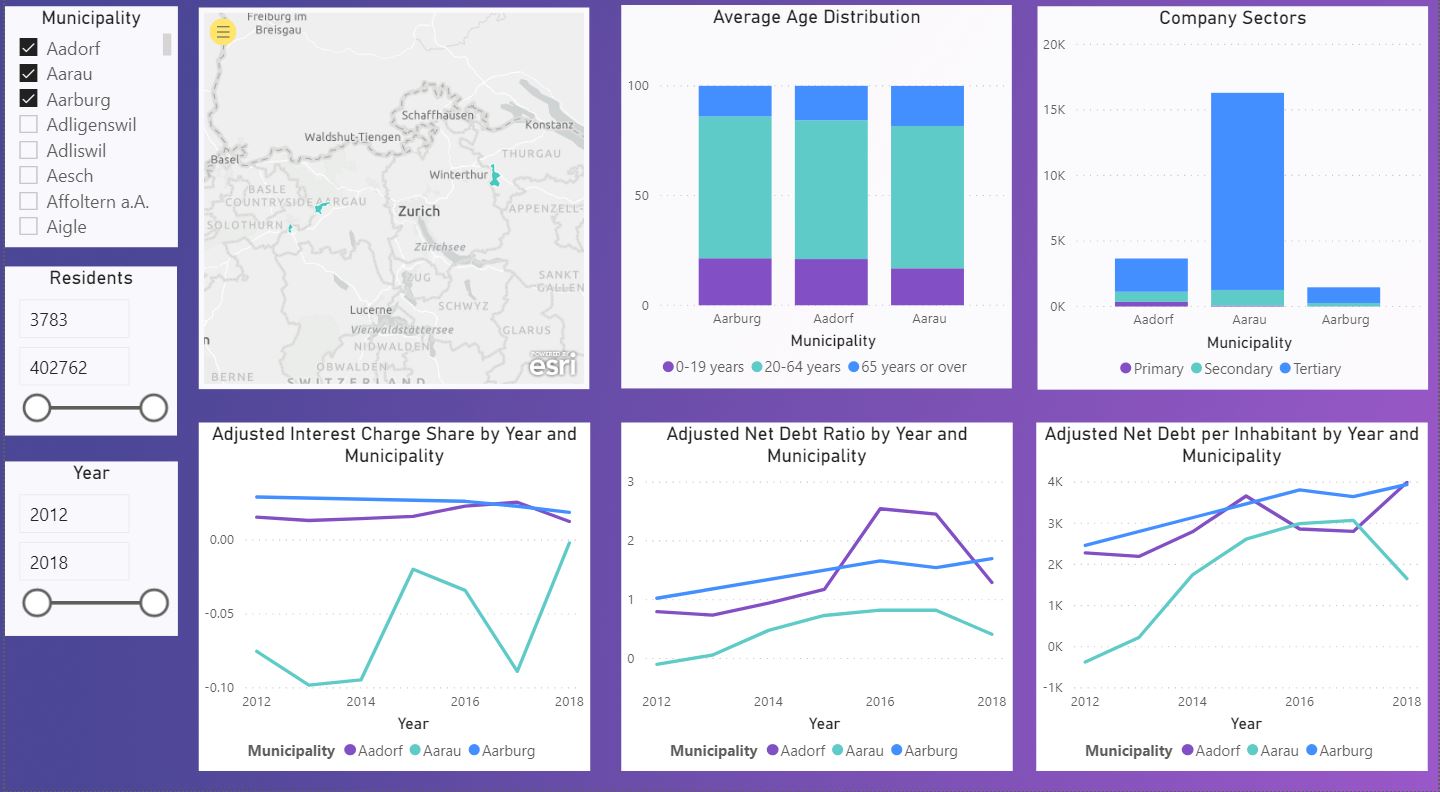 Municipality
Aadorf
Aarau
Aarburg
Adligenswil
Adliswil
Aesch
Affoltern a.A.
Aigle
Residents
3783
402762
Year
2012
2018
Freiburg im
Breisgau
Schaffhausen
Waldshut-Tiengen
Konstanz
Basel
THURGAU
Winterthur
BASLE
COUNTRYSIDE AARGAU
Zurich
APPENZELL-
SOLOTHURN
Zürichsee
ZUG
SANKT
GALLEN
SCHWYZ
Lucerne
Vierwaldstättersee
GLARUS
NIDWALDEN
n
OBWALDEN
POWERED BY
esri
BERNE
SWITZERLAND
Average Age Distribution
100
50
0
Aarburg Aadorf Aarau
Municipality
0-19 years 20-64 years 65 years or over
Company Sectors
20K
15K
10K
5K
0K
Aadorf Aarau Aarburg
Municipality
Primary Secondary Tertiary
Adjusted Interest Charge Share by Year and
Municipality
0.00
-0.05
-0.10
2012 2014 2016 2018
Year
Municipality Aadorf Aarau Aarburg
Adjusted Net Debt Ratio by Year and
Municipality
3
2
1
0
2012 2014 2016 2018
Year
Municipality Aadorf Aarau Aarburg
Adjusted Net Debt per Inhabitant by Year and
Municipality
4K
3K
2K
1K
0K
-1K
2012 2014 2016 2018
Year
Municipality Aadorf Aarau Aarburg